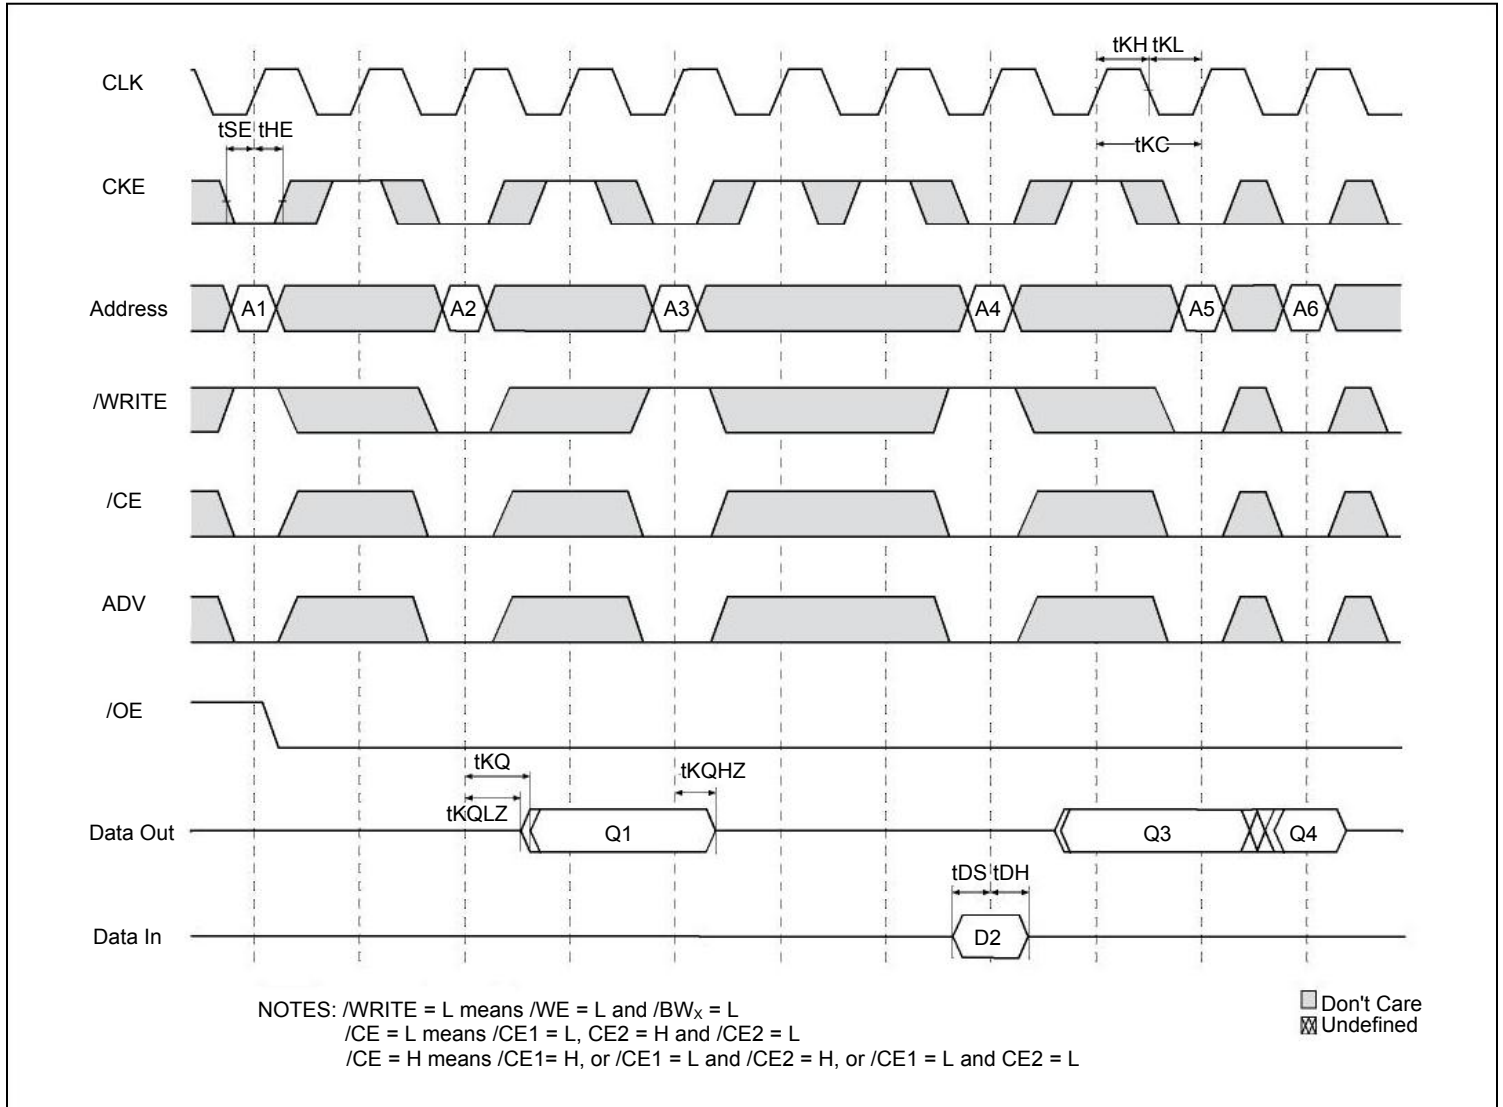 tKH tKL
CLK
tSE tHE
tKC
CKE
Address A1 A2 A3 A4 A5 A6
/WRITE
/CE
ADV
/OE
tKQ
tKQHZ
tKQLZ
Data Out Q1 Q3 Q4
tDS tDH
Data In D2
NOTES: /WRITE = L means /WE = L and /BWX = L
/CE = L means /CE1 = L, CE2 = H and /CE2 = L
/CE = H means /CE1= H, or /CE1 = L and /CE2 = H, or /CE1 = L and CE2 = L
Don't Care
Undefined